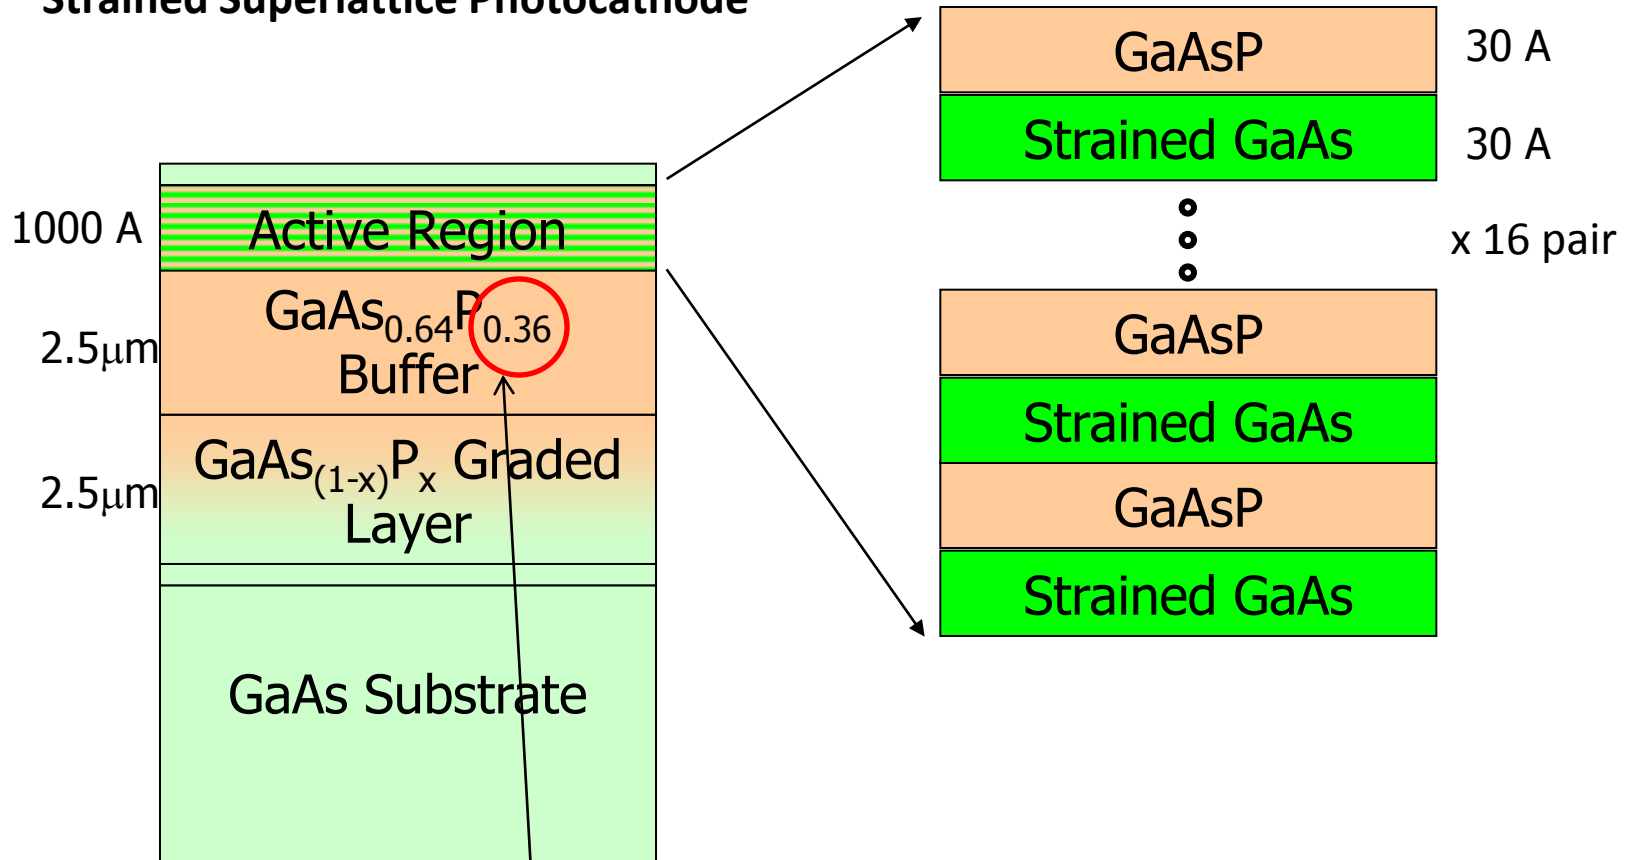 Strained Superlattice Photocathode
1000 A
Active Region
2.5μm
GaAs0.64P0.36
Buffer
2.5μm
GaAs(1-x)Px Graded
Layer
GaAs Substrate
GaAsP
30 A
Strained GaAs
30 A
x 16 pair
GaAsP
Strained GaAs
GaAsP
Strained GaAs